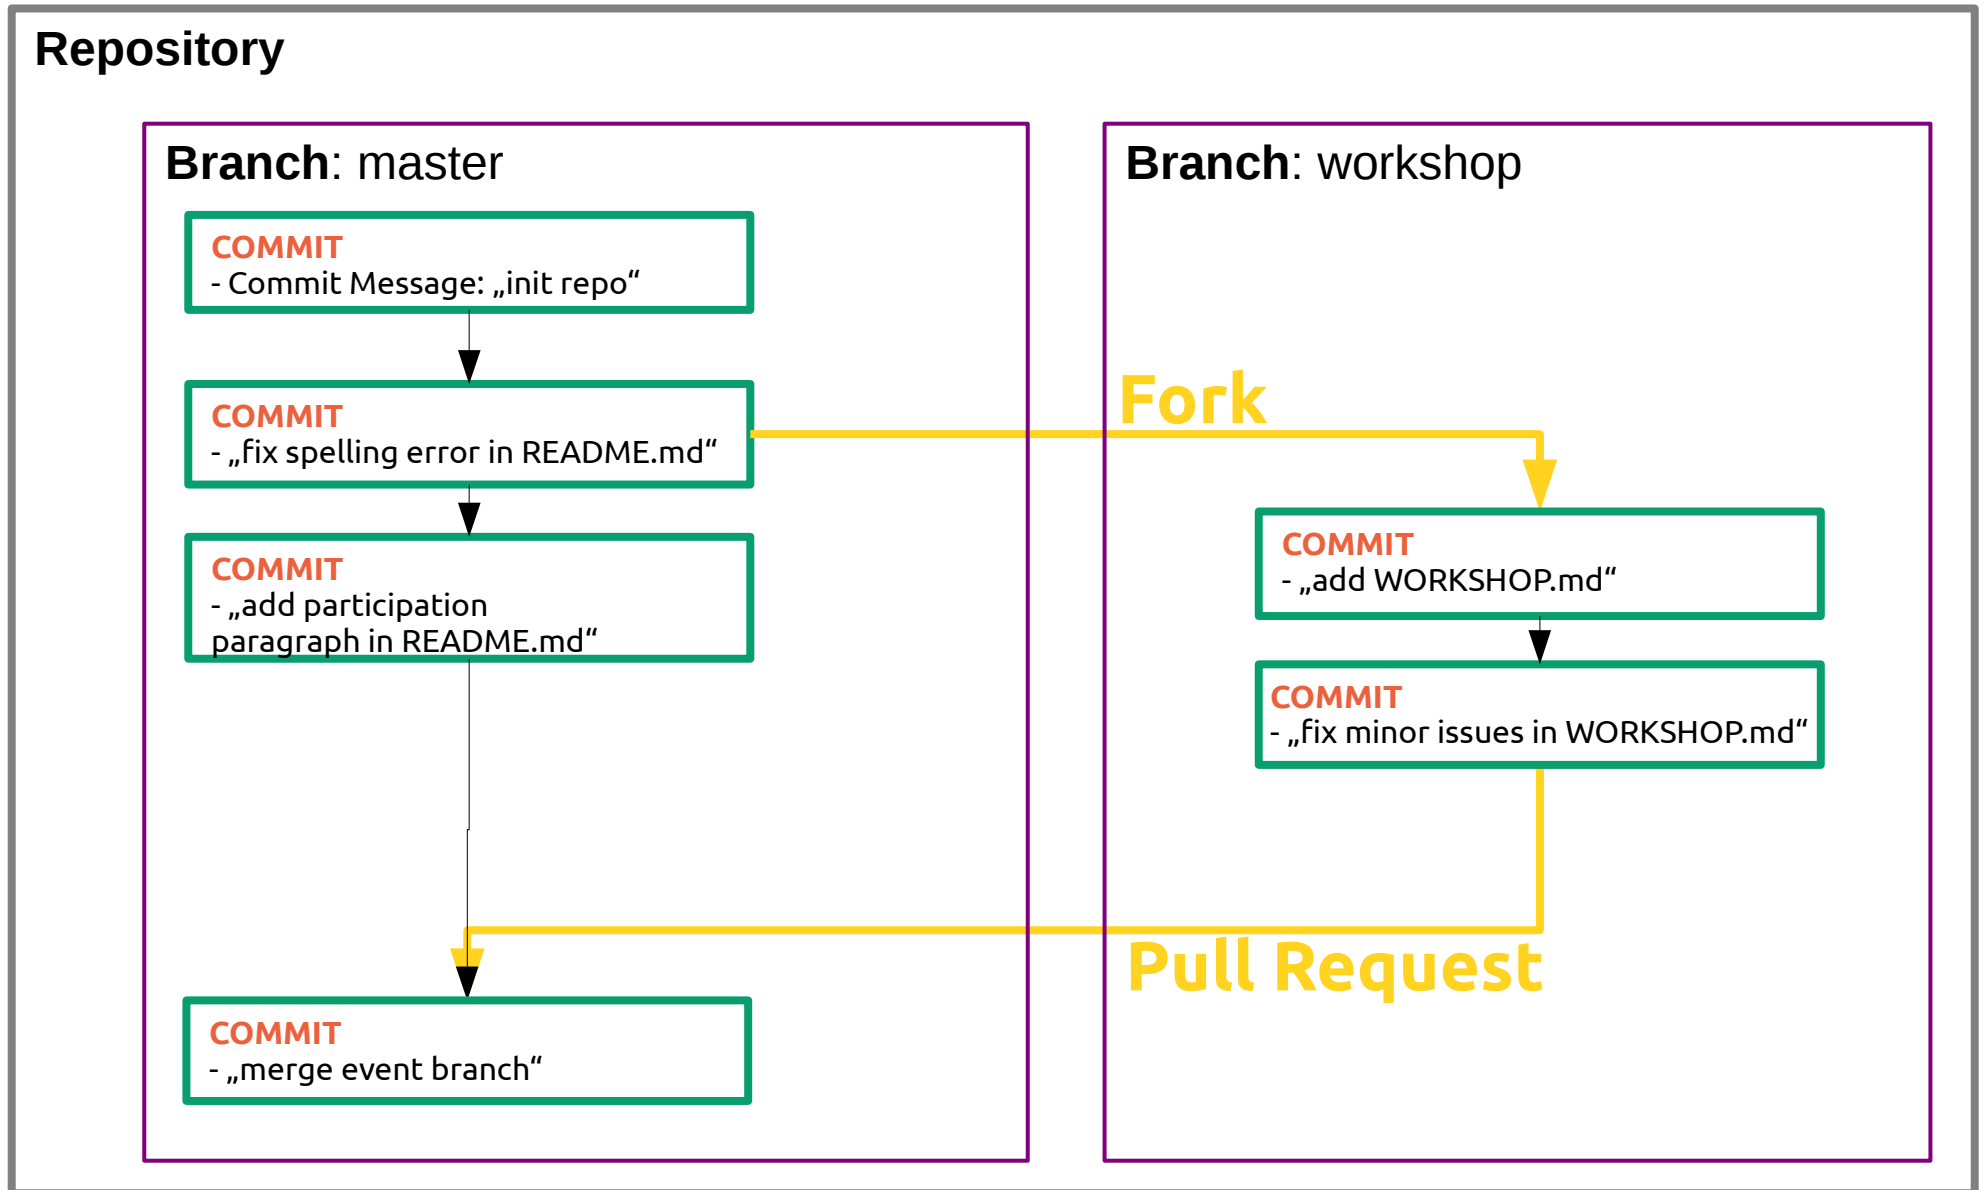 Repository
Branch: master
COMMIT
- Commit Message: „init repo“
COMMIT
- „fix spelling error in README.md“
COMMIT
- „add participation
paragraph in README.md“
COMMIT
- „merge event branch“
Fork
Branch: workshop
COMMIT
- „add WORKSHOP.md“
COMMIT
- „fix minor issues in WORKSHOP.md“
Pull Request